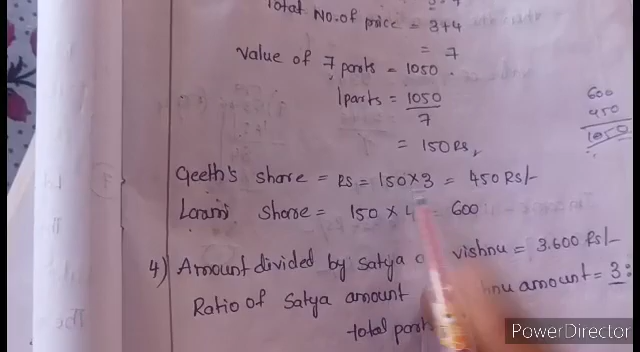 Total No. of price = 3+4
= 7
Value of 7 parts = 1050.
1 parts = 1050/7
= 150 Rs,
600
450
1050
Geeth's share = Rs = 150×3 = 450 Rs/-
Share = 150 × 4 = 600
4) Amount divided by Satya vishnu = 3.600 Rs/-
Ratio of Satya amount amount = 3:
total parts
PowerDirector